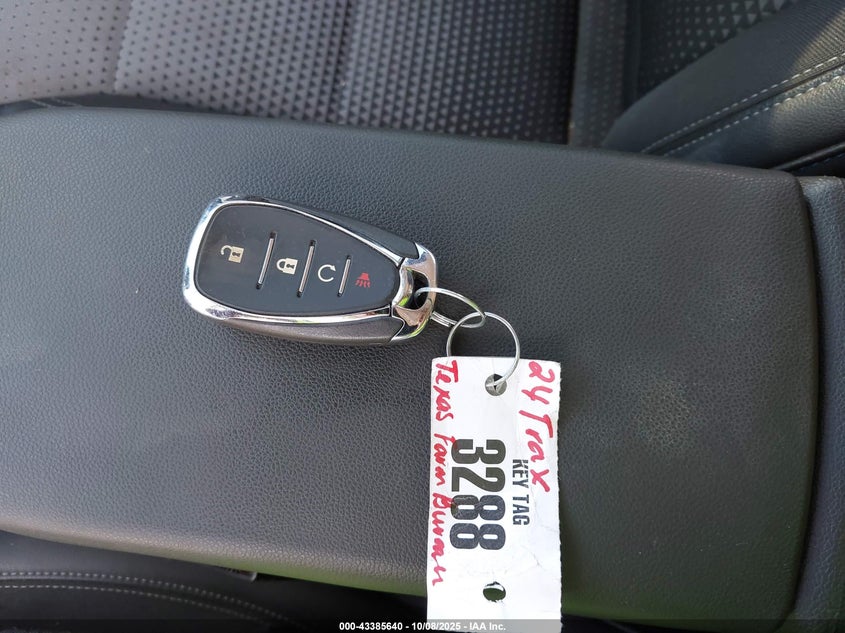 24 Trax
KEY TAG
3288
Texas Farm Bureau
000-43385640 - 10/08/2025 - IAA Inc.